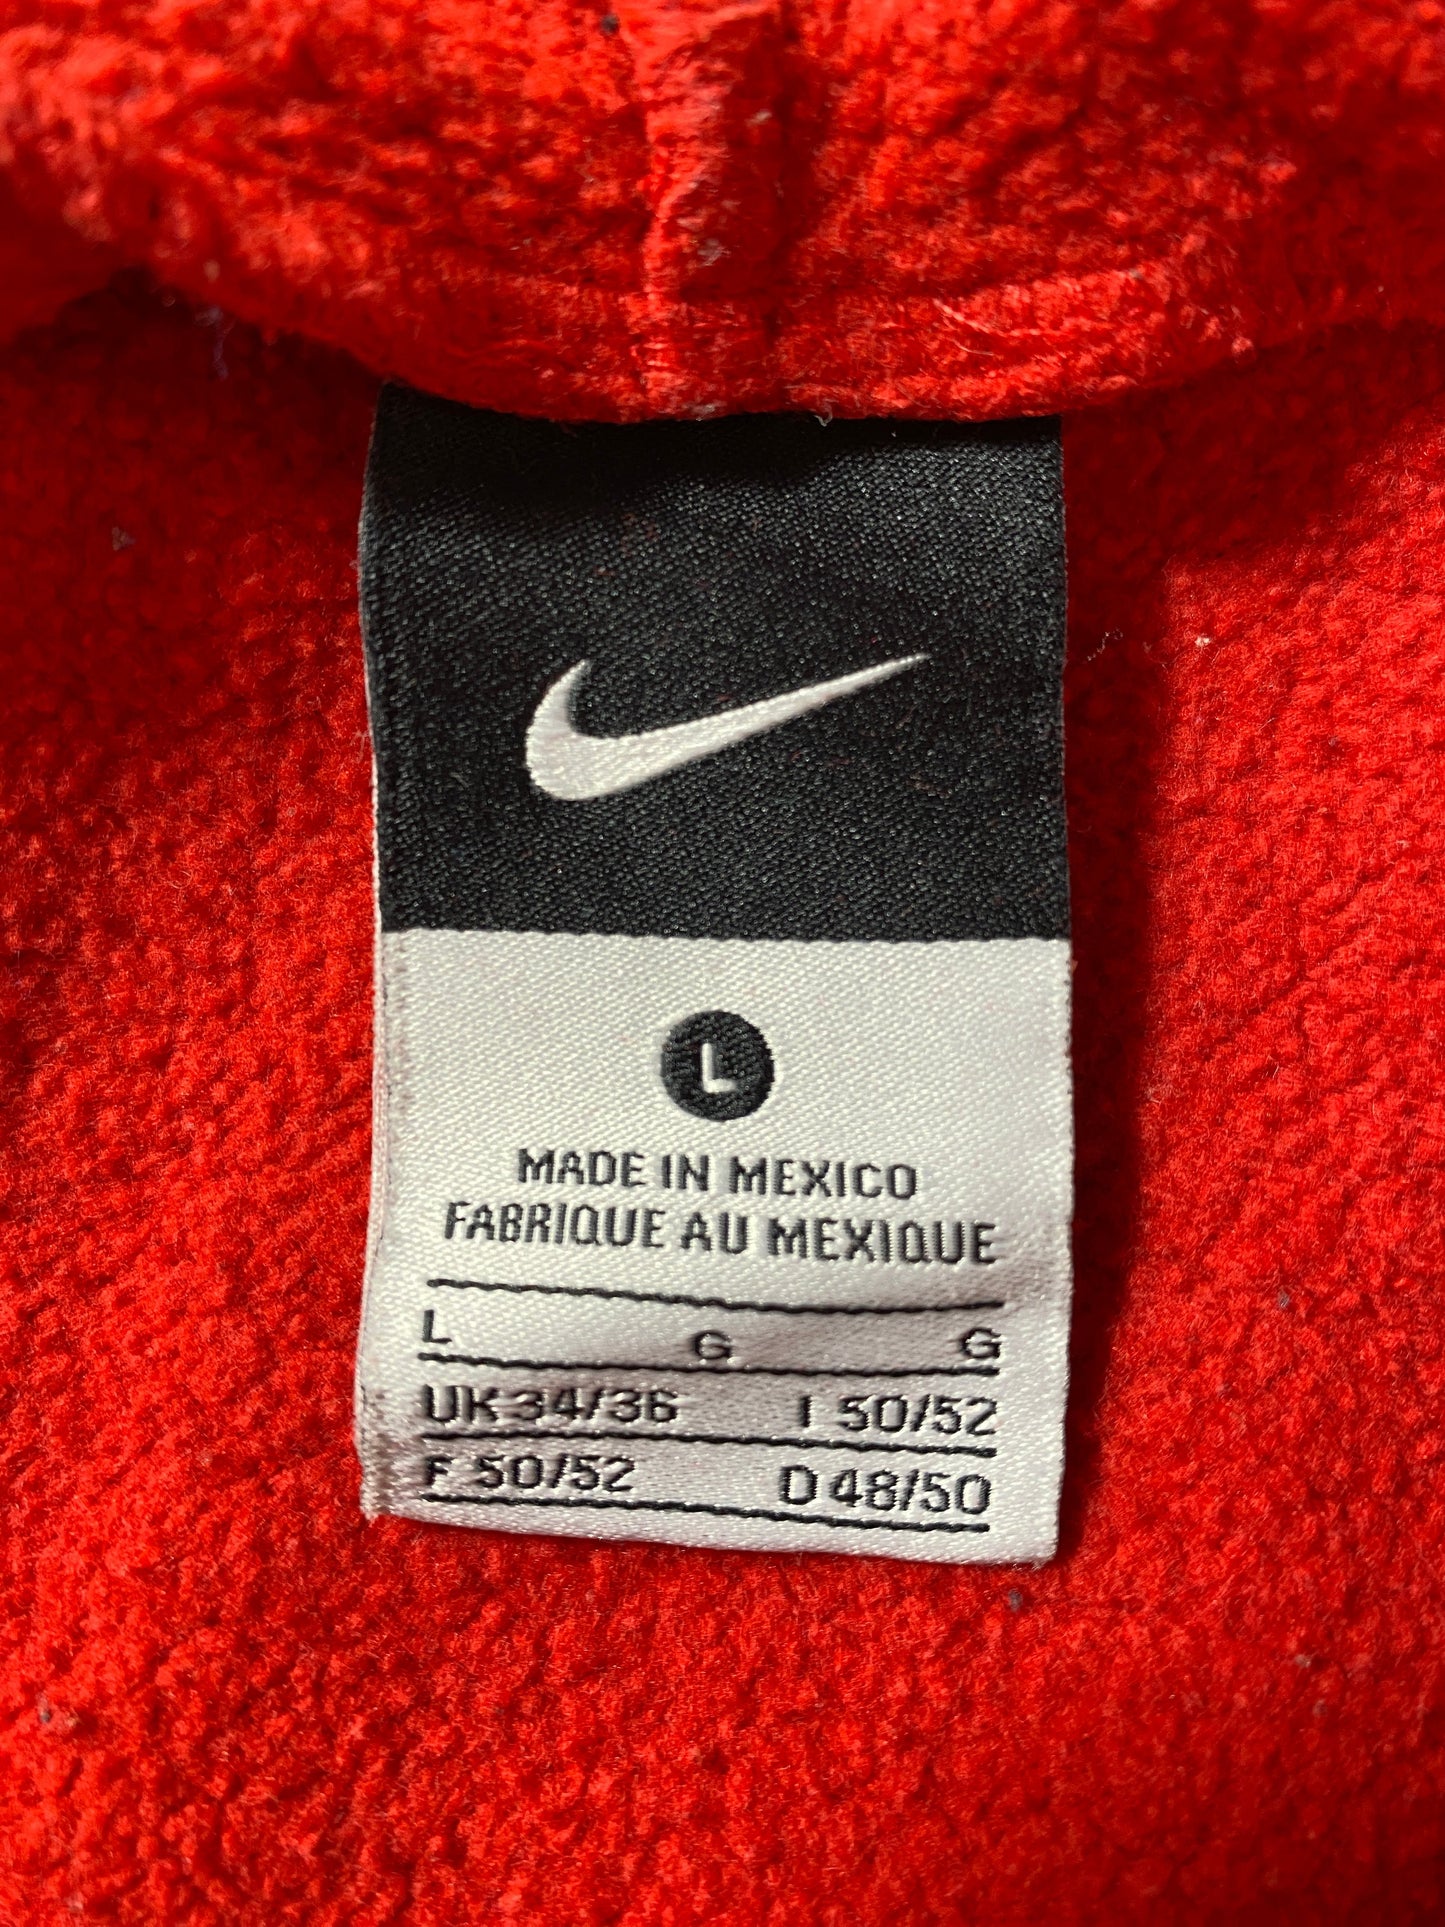 L
MADE IN MEXICO
FABRIQUE AU MEXIQUE
L G G
UK 34/36 I 50/52
F 50/52 D 48/50